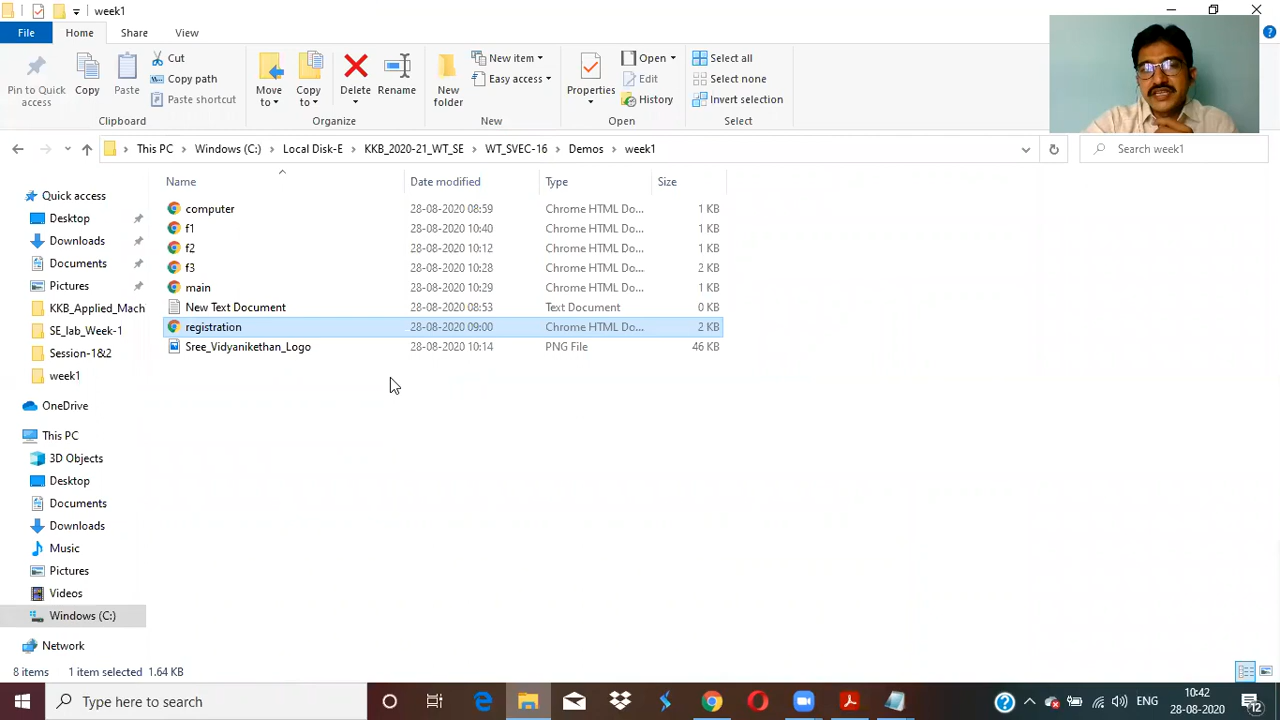 week1
File Home Share View
Pin to Quick access
Copy
Paste
Cut
Copy path
Paste shortcut
Clipboard
Move to
Copy to
Delete
Rename
Organize
New folder
New item
Easy access
New
Properties
Open
Edit
History
Open
Select all
Select none
Invert selection
Select
This PC Windows (C:) Local Disk-E KKB_2020-21_WT_SE WT_SVEC-16 Demos week1
Search week1
Name Date modified Type Size
computer 28-08-2020 08:59 Chrome HTML Do... 1 KB
f1 28-08-2020 10:40 Chrome HTML Do... 1 KB
f2 28-08-2020 10:12 Chrome HTML Do... 1 KB
f3 28-08-2020 10:28 Chrome HTML Do... 2 KB
main 28-08-2020 10:29 Chrome HTML Do... 1 KB
New Text Document 28-08-2020 08:53 Text Document 0 KB
registration 28-08-2020 09:00 Chrome HTML Do... 2 KB
Sree_Vidyanikethan_Logo 28-08-2020 10:14 PNG File 46 KB
Quick access
Desktop
Downloads
Documents
Pictures
KKB_Applied_Mach
SE_lab_Week-1
Session-1&2
week1
OneDrive
This PC
3D Objects
Desktop
Documents
Downloads
Music
Pictures
Videos
Windows (C:)
Network
8 items 1 item selected 1.64 KB
Type here to search
ENG
10:42
28-08-2020
12